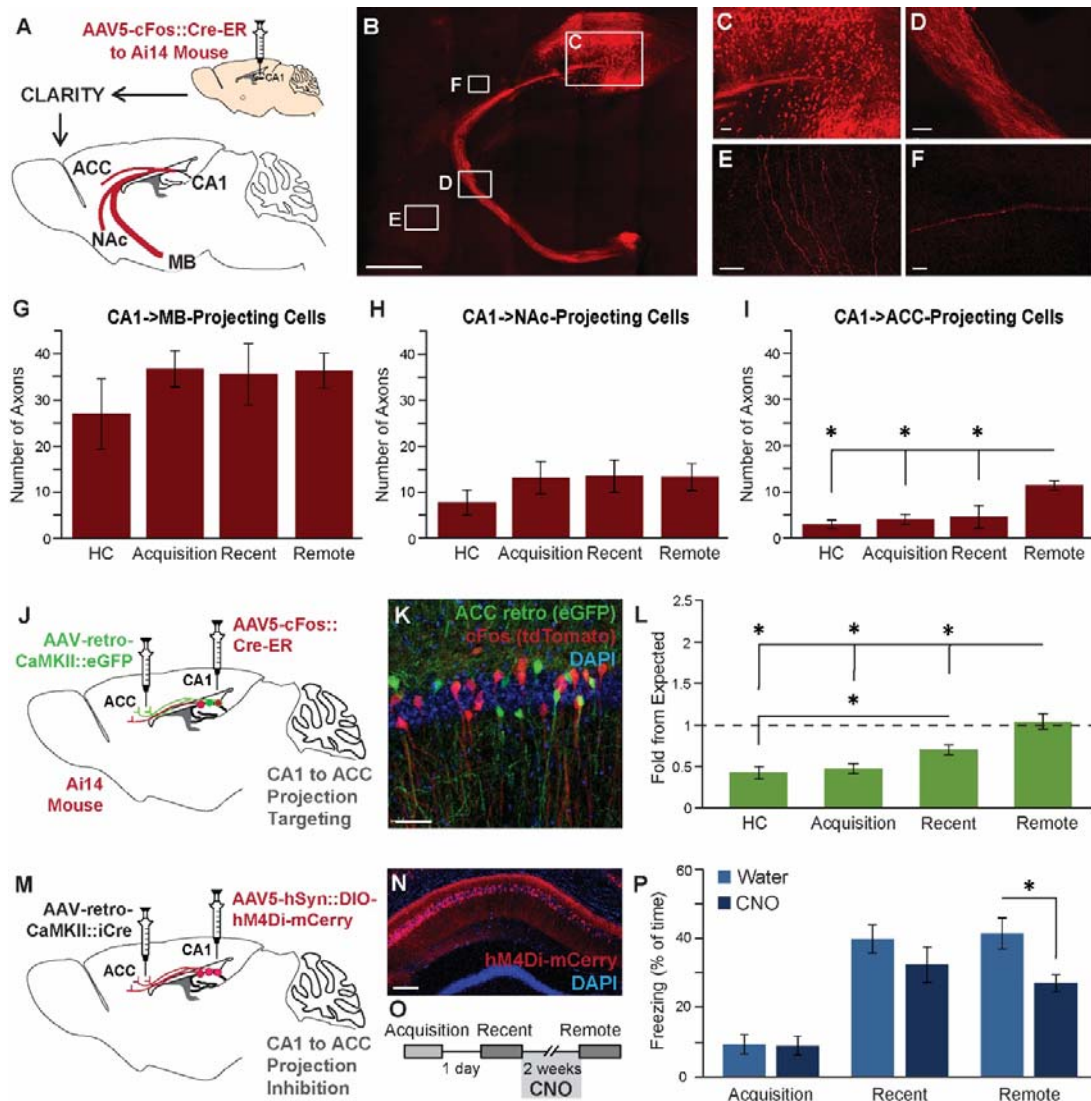 A
AAV5-cFos::Cre-ER
to Ai14 Mouse
CA1
CLARITY
ACC
CA1
NAc
MB
B
C
F
D
E
C
D
E
F
G
CA1->MB-Projecting Cells
Number of Axons
40
30
20
10
0
HC
Acquisition
Recent
Remote
H
CA1->NAc-Projecting Cells
Number of Axons
40
30
20
10
0
HC
Acquisition
Recent
Remote
I
CA1->ACC-Projecting Cells
Number of Axons
40
30
20
10
0
*
*
*
HC
Acquisition
Recent
Remote
J
AAV-retro-
CaMKII::eGFP
AAV5-cFos::
Cre-ER
CA1
ACC
Ai14
Mouse
CA1 to ACC
Projection
Targeting
K
ACC retro (eGFP)
cFos (tdTomato)
DAPI
L
Fold from Expected
2.5
2
1.5
1
0.5
0
*
*
*
*
HC
Acquisition
Recent
Remote
M
AAV-retro-
CaMKII::iCre
AAV5-hSyn::DIO-
hM4Di-mCerry
CA1
ACC
CA1 to ACC
Projection
Inhibition
N
hM4Di-mCerry
DAPI
O
Acquisition
Recent
Remote
1 day
2 weeks
CNO
P
Water
CNO
Freezing (% of time)
60
40
20
0
*
Acquisition
Recent
Remote